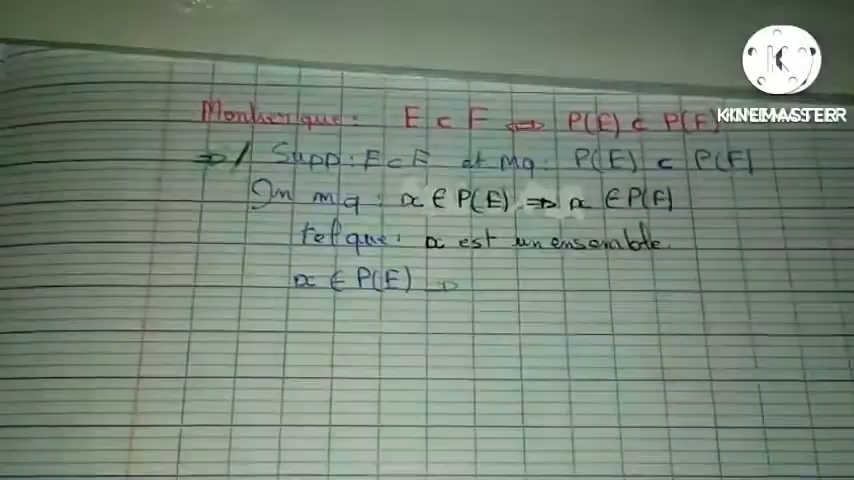 Montrer que: E ⊂ F ⟺ P(E) ⊂ P(F)
⇒/ Supp: E ⊂ F et Mq: P(E) ⊂ P(F)
On mq: x ∈ P(E) ⇒ x ∈ P(F)
tel que: x est un ensemble.
x ∈ P(E) ⇒
K
KINEMASTER